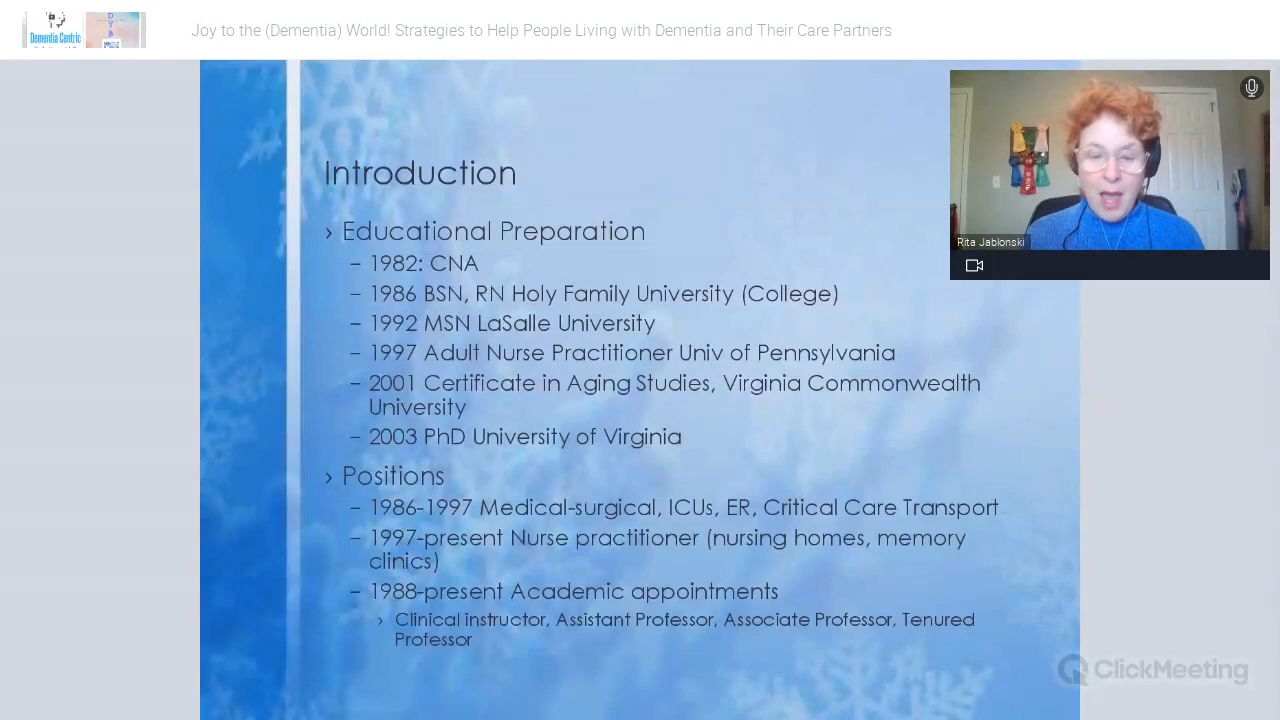 Dementia Centric
Joy to the (Dementia) World! Strategies to Help People Living with Dementia and Their Care Partners
Introduction
› Educational Preparation
– 1982: CNA
– 1986 BSN, RN Holy Family University (College)
– 1992 MSN LaSalle University
– 1997 Adult Nurse Practitioner Univ of Pennsylvania
– 2001 Certificate in Aging Studies, Virginia Commonwealth
University
– 2003 PhD University of Virginia
› Positions
– 1986-1997 Medical-surgical, ICUs, ER, Critical Care Transport
– 1997-present Nurse practitioner (nursing homes, memory
clinics)
– 1988-present Academic appointments
› Clinical instructor, Assistant Professor, Associate Professor, Tenured
Professor
Rita Jablonski
ClickMeeting